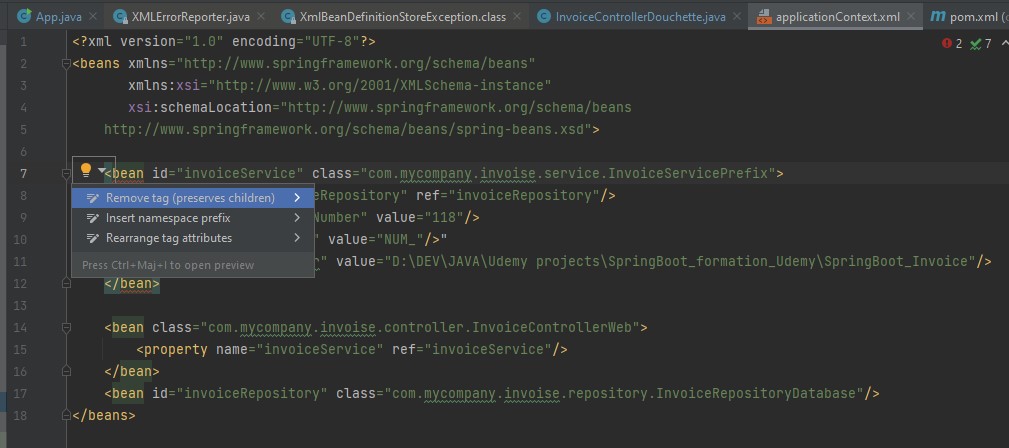 App.java × XMLErrorReporter.java × XmlBeanDefinitionStoreException.class × InvoiceControllerDouchette.java × applicationContext.xml × m pom.xml (
1 <?xml version="1.0" encoding="UTF-8"?> 2 7
2 <beans xmlns="http://www.springframework.org/schema/beans"
3 xmlns:xsi="http://www.w3.org/2001/XMLSchema-instance"
4 xsi:schemaLocation="http://www.springframework.org/schema/beans
5 http://www.springframework.org/schema/beans/spring-beans.xsd">
6
7 <bean id="invoiceService" class="com.mycompany.invoise.service.InvoiceServicePrefix">
8 Remove tag (preserves children) eRepository" ref="invoiceRepository"/>
9 Insert namespace prefix Number" value="118"/>
10 Rearrange tag attributes value="NUM_"/>"
11 Press Ctrl+Maj+I to open preview " value="D:\DEV\JAVA\Udemy projects\SpringBoot_formation_Udemy\SpringBoot_Invoice"/>
12 </bean>
13
14 <bean class="com.mycompany.invoise.controller.InvoiceControllerWeb">
15 <property name="invoiceService" ref="invoiceService"/>
16 </bean>
17 <bean id="invoiceRepository" class="com.mycompany.invoise.repository.InvoiceRepositoryDatabase"/>
18 </beans>